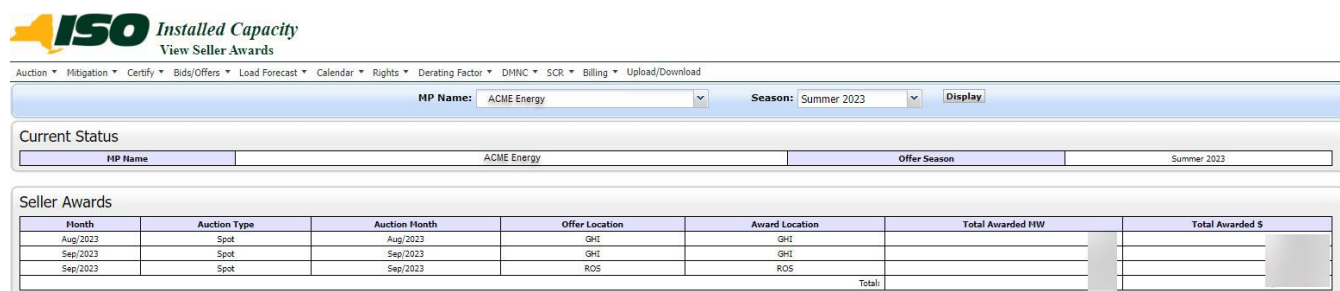 ISO Installed Capacity
View Seller Awards
Auction Mitigation Certify Bids/Offers Load Forecast Calendar Rights Derating Factor DMNC SCR Billing Upload/Download
MP Name: ACME Energy Season: Summer 2023 Display
Current Status
MP Name ACME Energy Offer Season Summer 2023
Seller Awards
Month Auction Type Auction Month Offer Location Award Location Total Awarded MW Total Awarded $
Aug/2023 Spot Aug/2023 GHI GHI
Sep/2023 Spot Sep/2023 GHI GHI
Sep/2023 Spot Sep/2023 ROS ROS
Total: